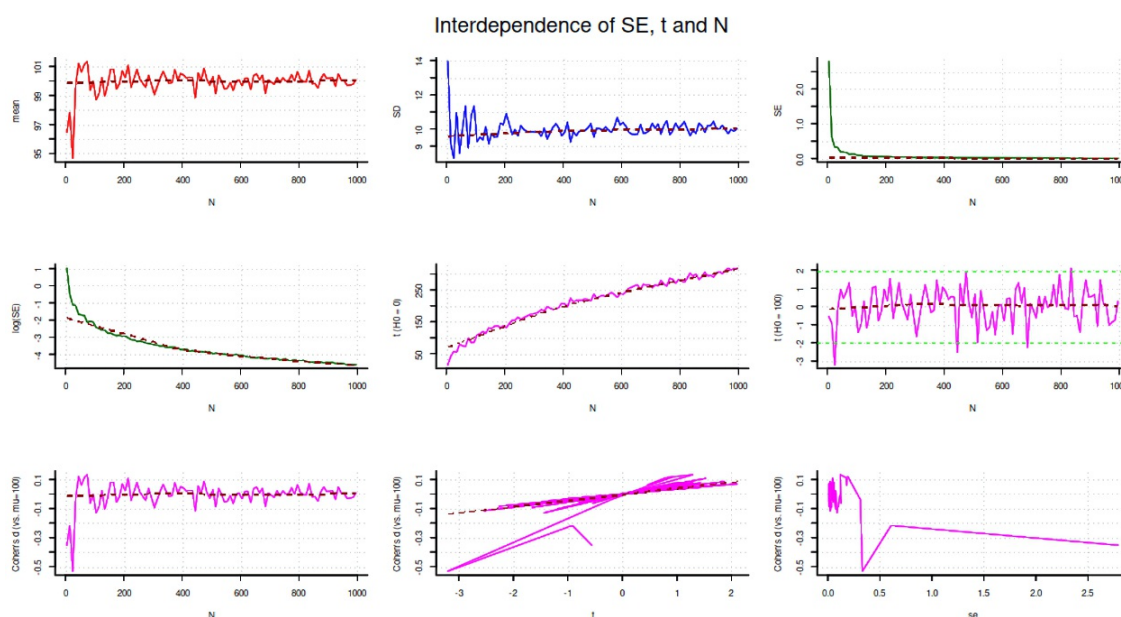 Interdependence of SE, t and N
mean
101
99
97
95
0 200 400 600 800 1000
N
SD
14
12
10
9
0 200 400 600 800 1000
N
SE
2.0
1.0
0.0
0 200 400 600 800 1000
N
log(SE)
1
0
-1
-2
-4
0 200 400 600 800 1000
N
t (H0 = 0)
250
150
50
0 200 400 600 800 1000
N
t (H0 = 100)
2
1
0
-2
-3
0 200 400 600 800 1000
N
Cohen's d (vs. mu=100)
0.1
-0.1
-0.3
-0.5
0 200 400 600 800 1000
N
Cohen's d (vs. mu=100)
0.1
-0.1
-0.3
-0.5
-3 -2 -1 0 1 2
t
Cohen's d (vs. mu=100)
0.1
-0.1
-0.3
-0.5
0.0 0.5 1.0 1.5 2.0 2.5
se